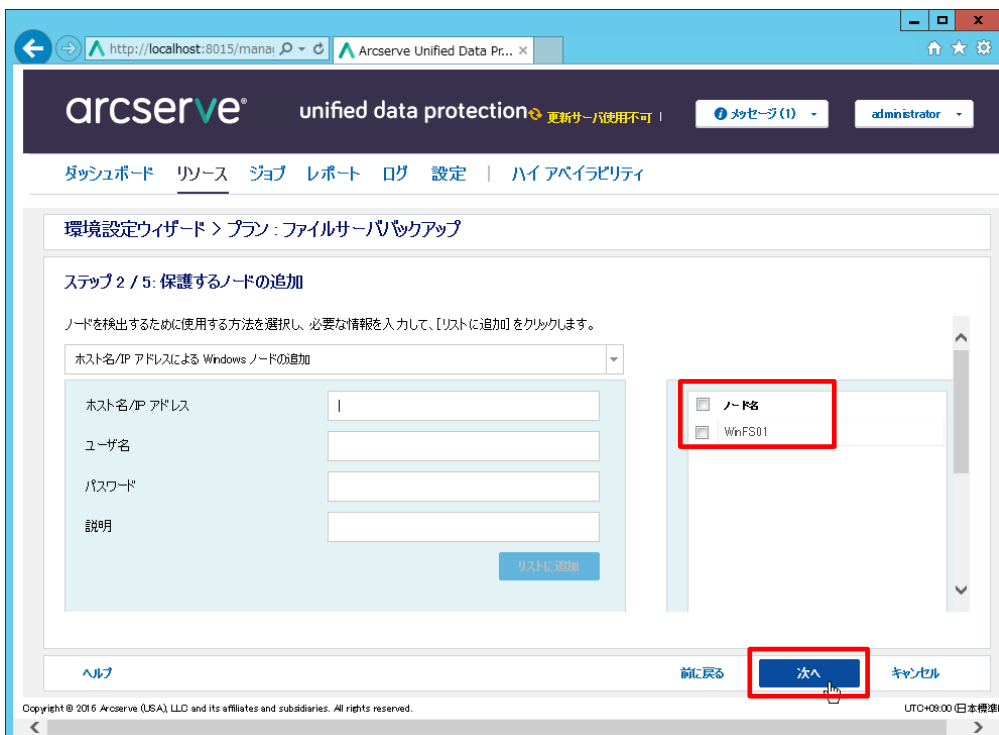 http://localhost:8015/mana
Arcserve Unified Data Pr...
arcserve® unified data protection 更新サーバ使用不可 | メッセージ (1) administrator
ダッシュボード リソース ジョブ レポート ログ 設定 | ハイ アベイラビリティ
環境設定ウィザード > プラン : ファイルサーババックアップ
ステップ 2 / 5: 保護するノードの追加
ノードを検出するために使用する方法を選択し、必要な情報を入力して、[リストに追加] をクリックします。
ホスト名/IP アドレスによる Windows ノードの追加
ホスト名/IP アドレス
ユーザ名
パスワード
説明
リストに追加
ノード名
WinFS01
ヘルプ 前に戻る 次へ キャンセル
Copyright © 2016 Arcserve (USA), LLC and its affiliates and subsidiaries. All rights reserved. UTC+09:00 (日本標準